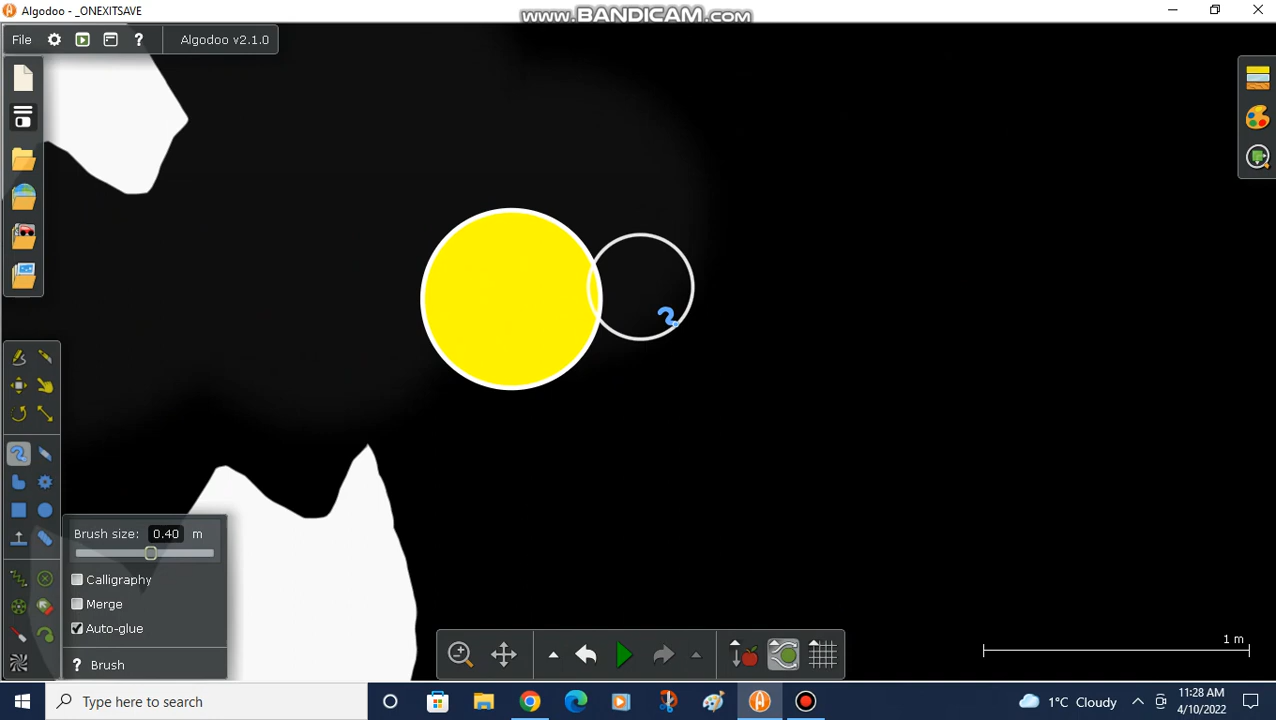 Algodoo - _ONEXITSAVE
www.BANDICAM.com
File ? Algodoo v2.1.0
Brush size: 0.40 m
Calligraphy
Merge
Auto-glue
? Brush
1 m
Type here to search
1°C Cloudy
11:28 AM
4/10/2022